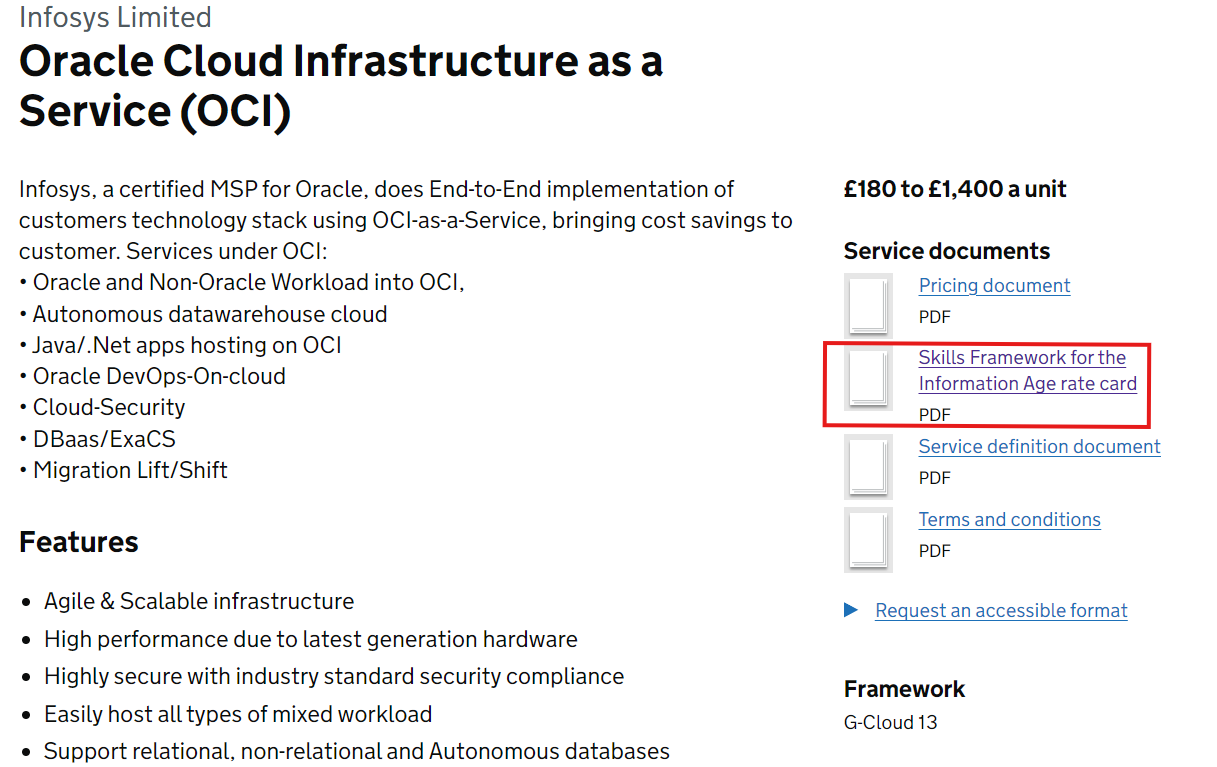 Infosys Limited
Oracle Cloud Infrastructure as a
Service (OCI)
Infosys, a certified MSP for Oracle, does End-to-End implementation of
customers technology stack using OCI-as-a-Service, bringing cost savings to
customer. Services under OCI:
• Oracle and Non-Oracle Workload into OCI,
• Autonomous datawarehouse cloud
• Java/.Net apps hosting on OCI
• Oracle DevOps-On-cloud
• Cloud-Security
• DBaas/ExaCS
• Migration Lift/Shift
Features
• Agile & Scalable infrastructure
• High performance due to latest generation hardware
• Highly secure with industry standard security compliance
• Easily host all types of mixed workload
• Support relational, non-relational and Autonomous databases
£180 to £1,400 a unit
Service documents
Pricing document
PDF
Skills Framework for the
Information Age rate card
PDF
Service definition document
PDF
Terms and conditions
PDF
Request an accessible format
Framework
G-Cloud 13